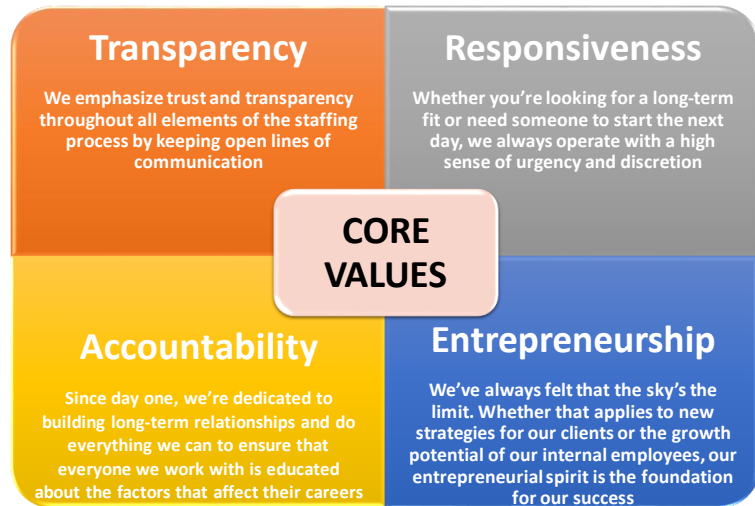 Transparency
We emphasize trust and transparency
throughout all elements of the staffing
process by keeping open lines of
communication
Responsiveness
Whether you're looking for a long-term
fit or need someone to start the next
day, we always operate with a high
sense of urgency and discretion
CORE
VALUES
Accountability
Since day one, we're dedicated to
building long-term relationships and do
everything we can to ensure that
everyone we work with is educated
about the factors that affect their careers
Entrepreneurship
We've always felt that the sky's the
limit. Whether that applies to new
strategies for our clients or the growth
potential of our internal employees, our
entrepreneurial spirit is the foundation
for our success